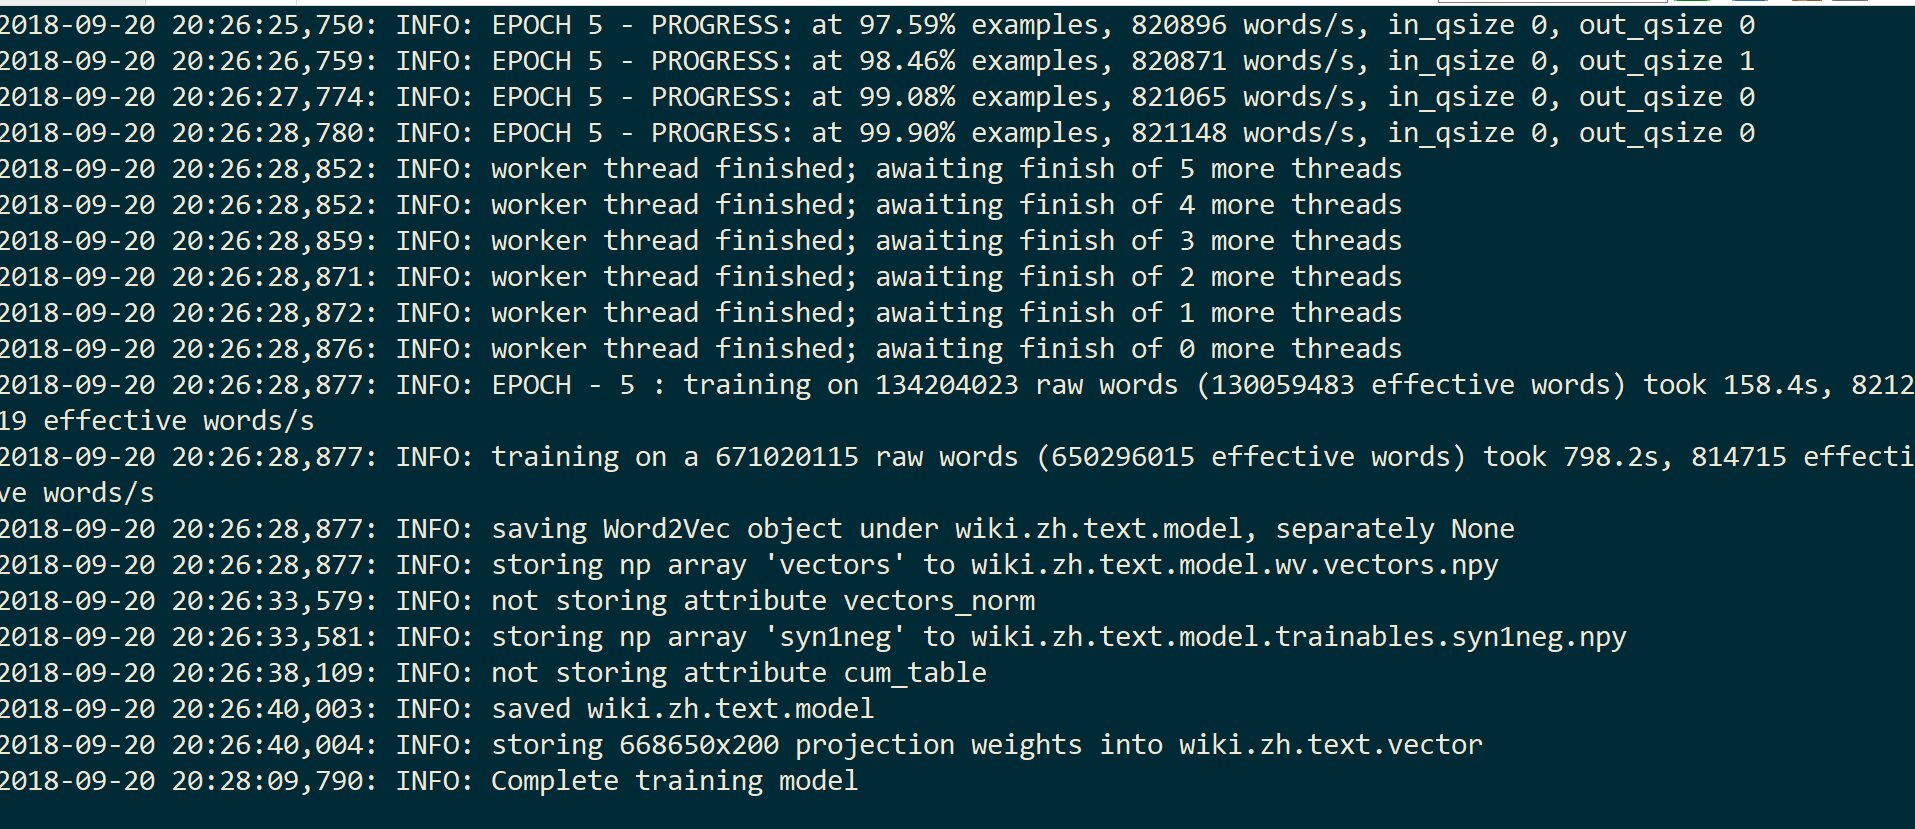 2018-09-20 20:26:25,750: INFO: EPOCH 5 - PROGRESS: at 97.59% examples, 820896 words/s, in_qsize 0, out_qsize 0
2018-09-20 20:26:26,759: INFO: EPOCH 5 - PROGRESS: at 98.46% examples, 820871 words/s, in_qsize 0, out_qsize 1
2018-09-20 20:26:27,774: INFO: EPOCH 5 - PROGRESS: at 99.08% examples, 821065 words/s, in_qsize 0, out_qsize 0
2018-09-20 20:26:28,780: INFO: EPOCH 5 - PROGRESS: at 99.90% examples, 821148 words/s, in_qsize 0, out_qsize 0
2018-09-20 20:26:28,852: INFO: worker thread finished; awaiting finish of 5 more threads
2018-09-20 20:26:28,852: INFO: worker thread finished; awaiting finish of 4 more threads
2018-09-20 20:26:28,859: INFO: worker thread finished; awaiting finish of 3 more threads
2018-09-20 20:26:28,871: INFO: worker thread finished; awaiting finish of 2 more threads
2018-09-20 20:26:28,872: INFO: worker thread finished; awaiting finish of 1 more threads
2018-09-20 20:26:28,876: INFO: worker thread finished; awaiting finish of 0 more threads
2018-09-20 20:26:28,877: INFO: EPOCH - 5 : training on 134204023 raw words (130059483 effective words) took 158.4s, 8212
19 effective words/s
2018-09-20 20:26:28,877: INFO: training on a 671020115 raw words (650296015 effective words) took 798.2s, 814715 effecti
ve words/s
2018-09-20 20:26:28,877: INFO: saving Word2Vec object under wiki.zh.text.model, separately None
2018-09-20 20:26:28,877: INFO: storing np array 'vectors' to wiki.zh.text.model.wv.vectors.npy
2018-09-20 20:26:33,579: INFO: not storing attribute vectors_norm
2018-09-20 20:26:33,581: INFO: storing np array 'syn1neg' to wiki.zh.text.model.trainables.syn1neg.npy
2018-09-20 20:26:38,109: INFO: not storing attribute cum_table
2018-09-20 20:26:40,003: INFO: saved wiki.zh.text.model
2018-09-20 20:26:40,004: INFO: storing 668650x200 projection weights into wiki.zh.text.vector
2018-09-20 20:28:09,790: INFO: Complete training model